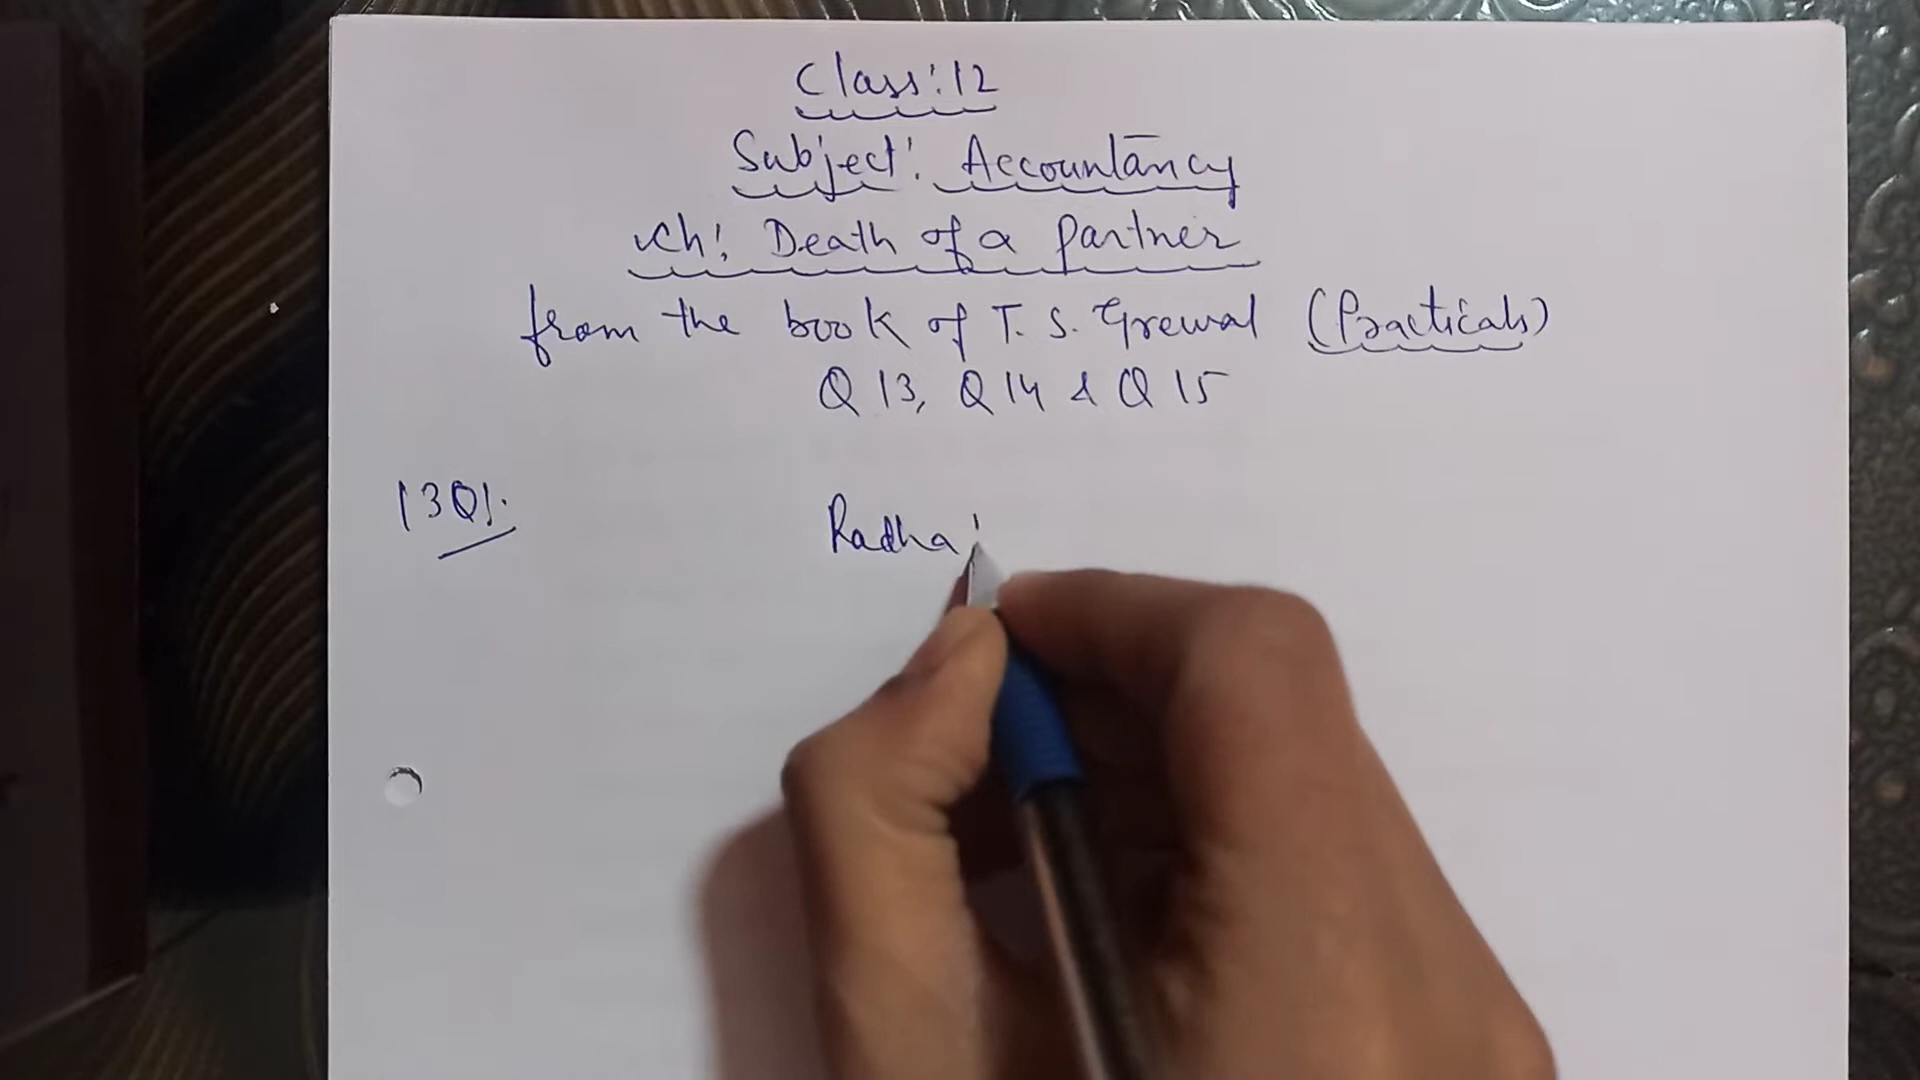 Class: 12
Subject: Accountancy
Ch: Death of a partner
from the book of T. S. Grewal (Practicals)
Q 13, Q 14 & Q 15
13Q).
Radha :